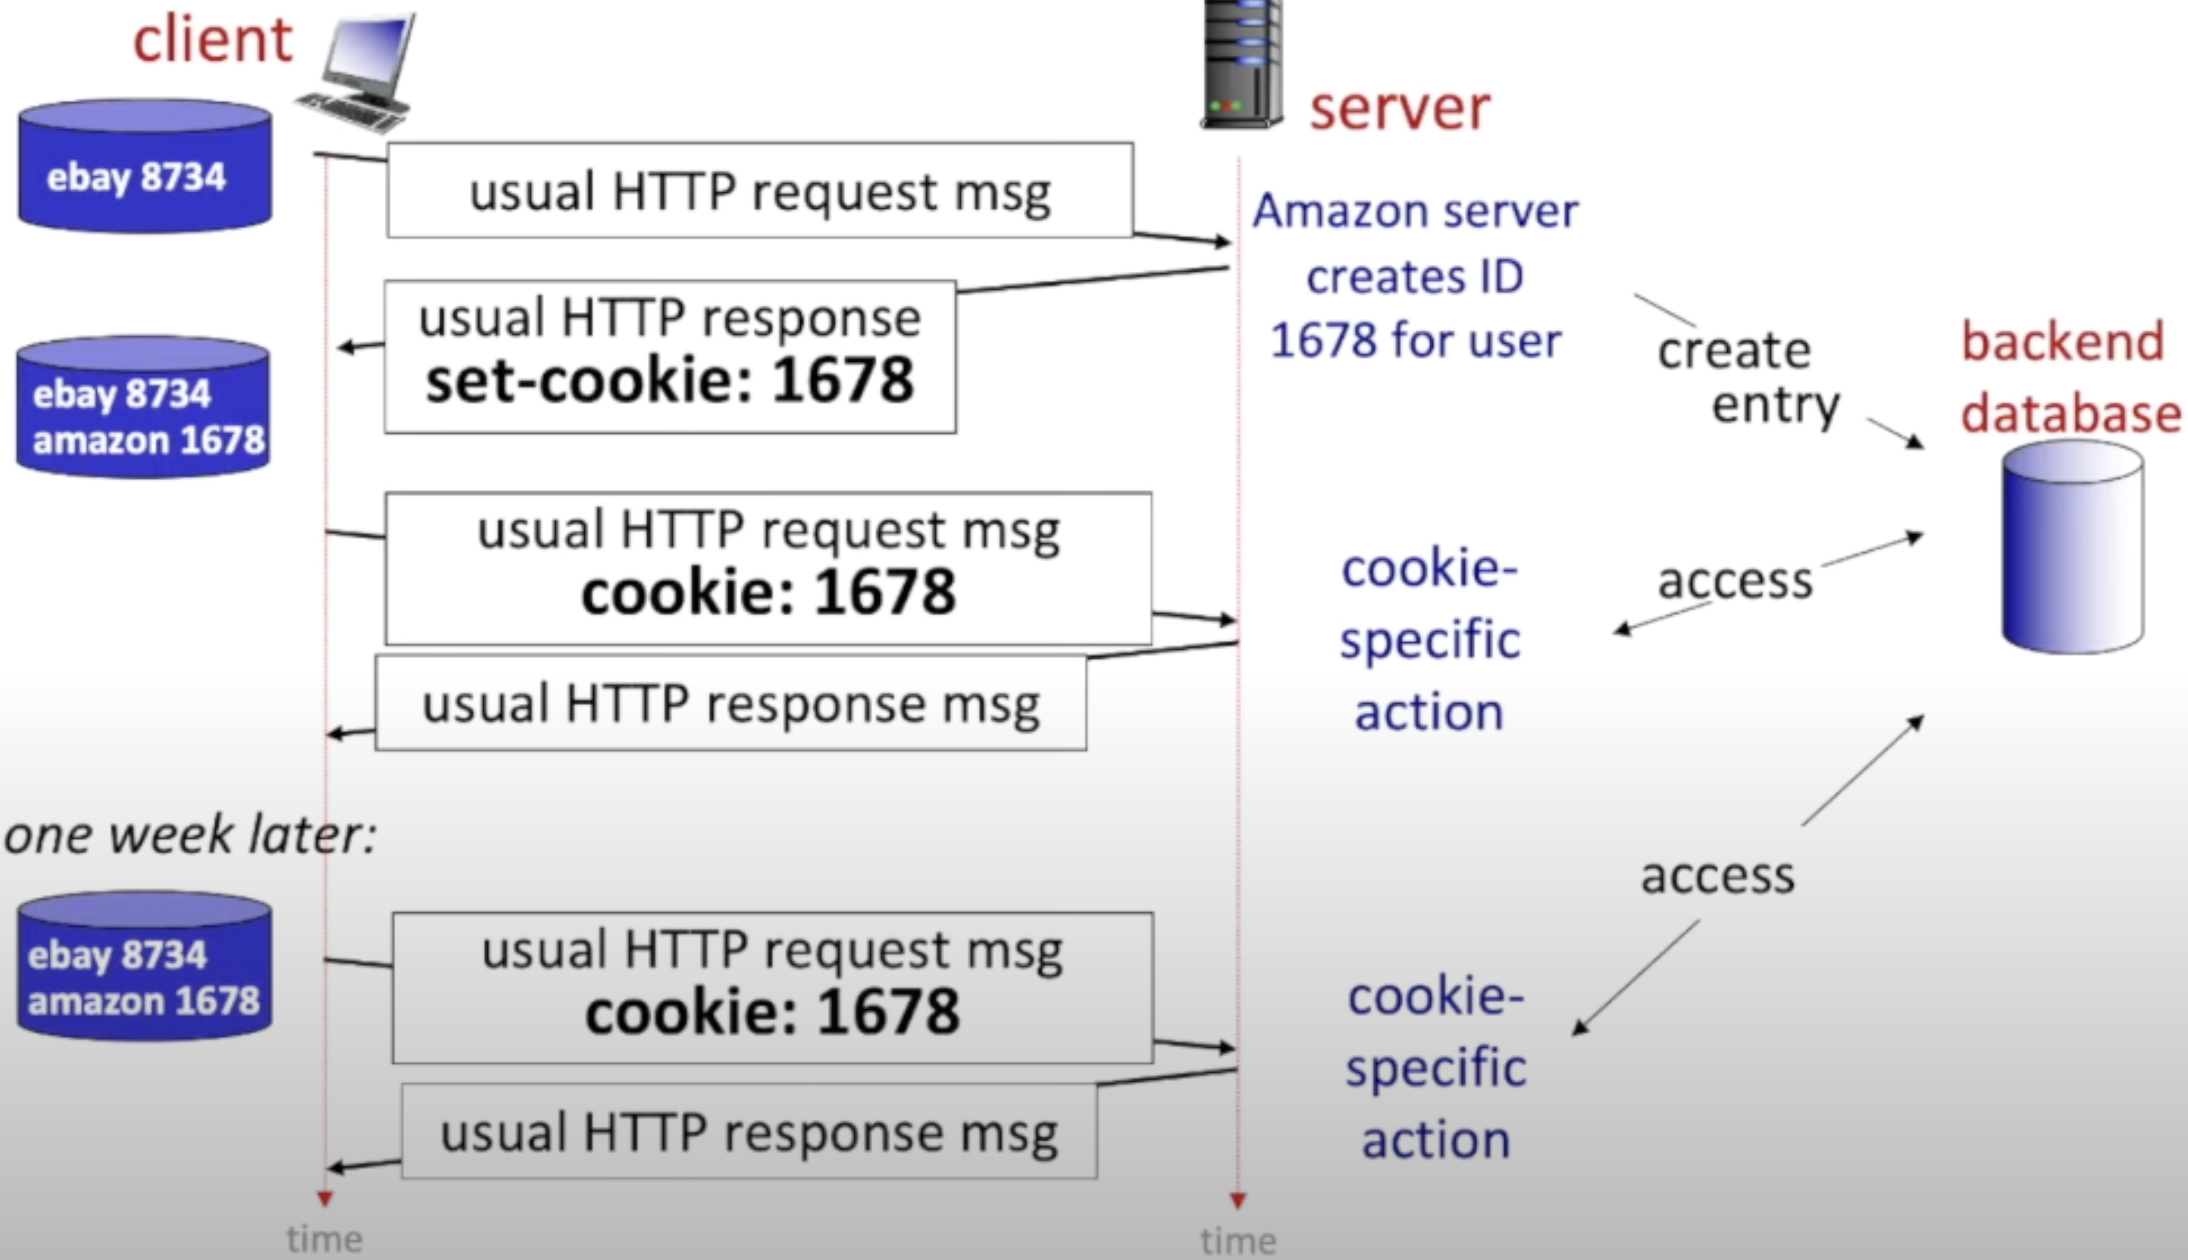 client
server
ebay 8734
usual HTTP request msg
Amazon server
creates ID
1678 for user
usual HTTP response
set-cookie: 1678
ebay 8734
amazon 1678
create
entry
backend
database
usual HTTP request msg
cookie: 1678
cookie-
specific
action
access
usual HTTP response msg
one week later:
access
ebay 8734
amazon 1678
usual HTTP request msg
cookie: 1678
cookie-
specific
action
usual HTTP response msg
time
time